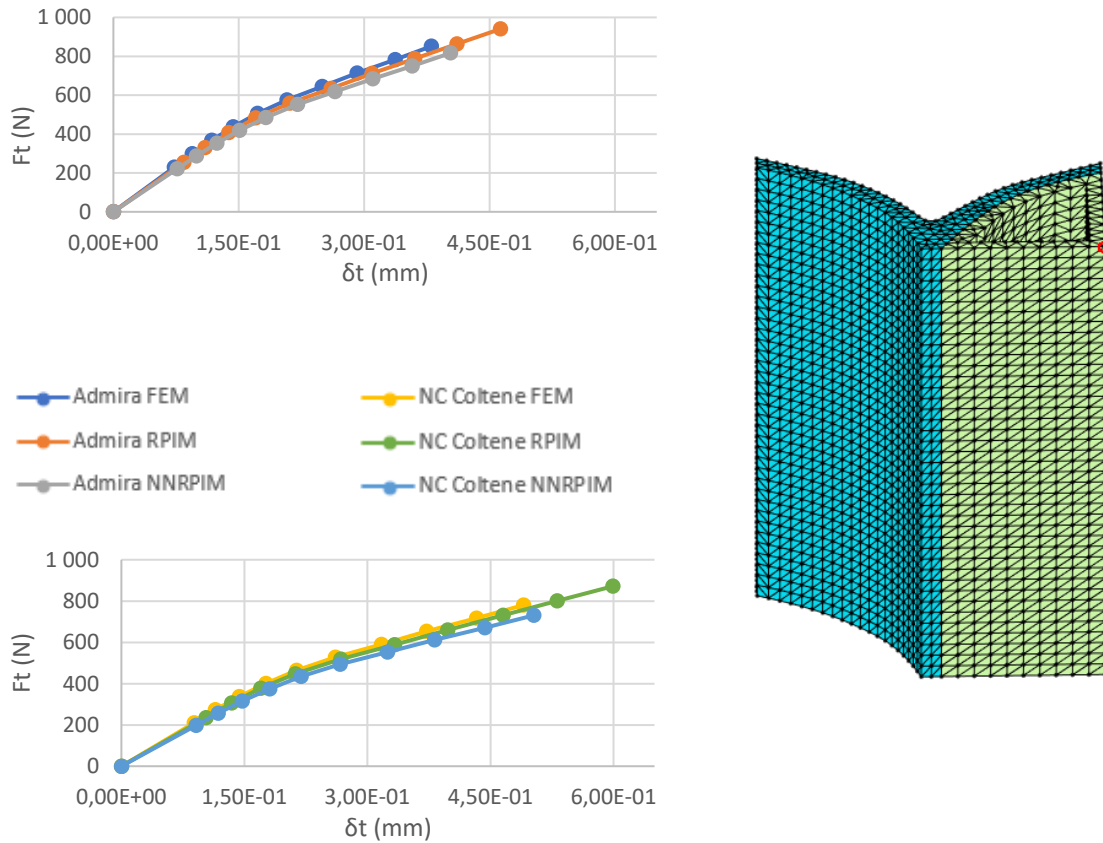 1 000
800
600
400
200
0
Ft (N)
0,00E+00 1,50E-01 3,00E-01 4,50E-01 6,00E-01
δt (mm)
Admira FEM NC Coltene FEM
Admira RPIM NC Coltene RPIM
Admira NNRPIM NC Coltene NNRPIM
1 000
800
600
400
200
0
Ft (N)
0,00E+00 1,50E-01 3,00E-01 4,50E-01 6,00E-01
δt (mm)